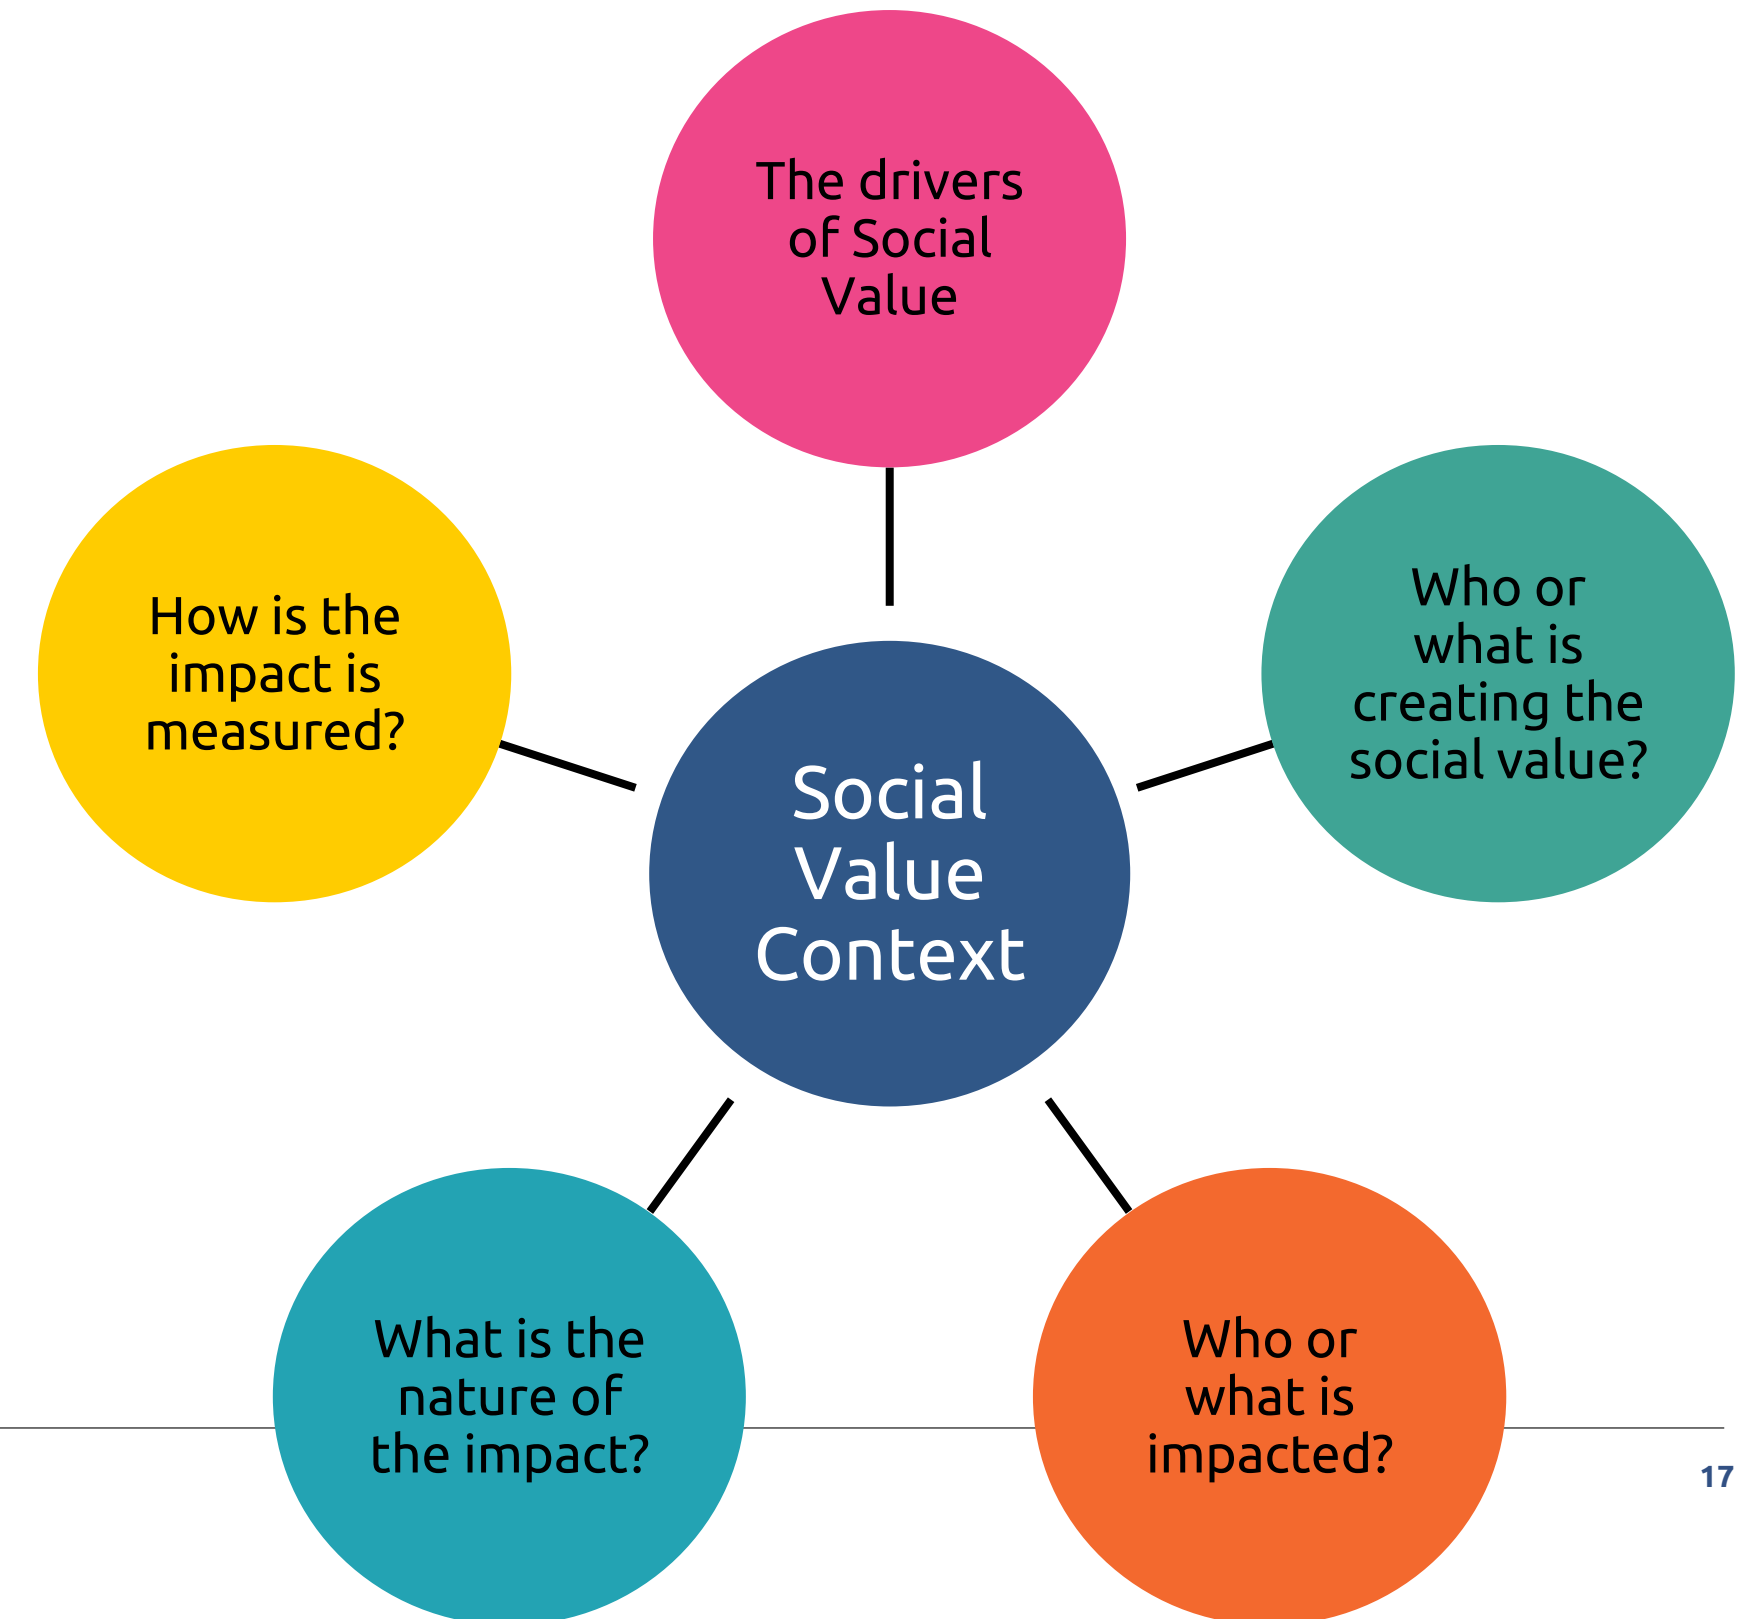 The drivers
of Social
Value
Who or
what is
creating the
social value?
Who or
what is
impacted?
What is the
nature of
the impact?
How is the
impact is
measured?
Social
Value
Context
17